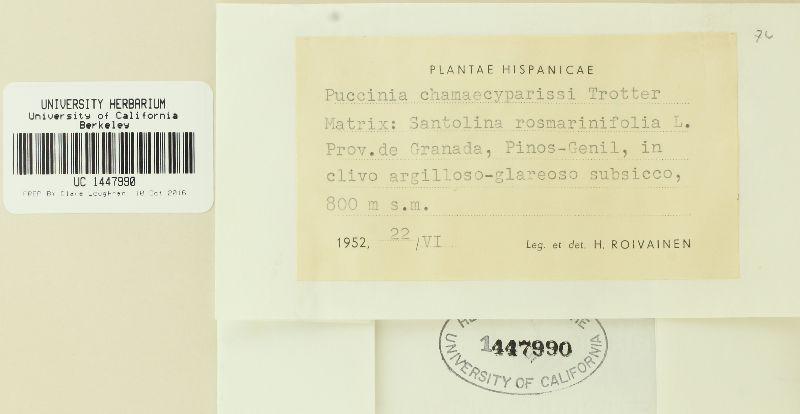 UNIVERSITY HERBARIUM
University of California
Berkeley
UC 1447990
PREP By Clare Loughran 10 Oct 2016
76
PLANTAE HISPANICAE
Puccinia chamaecyparissi Trotter
Matrix: Santolina rosmarinifolia L.
Prov.de Granada, Pinos-Genil, in
clivo argilloso-glareoso subsicco,
800 m s.m.
1952, 22/VI Leg. et det. H. ROIVAINEN
1447990
UNIVERSITY OF CALIFORNIA